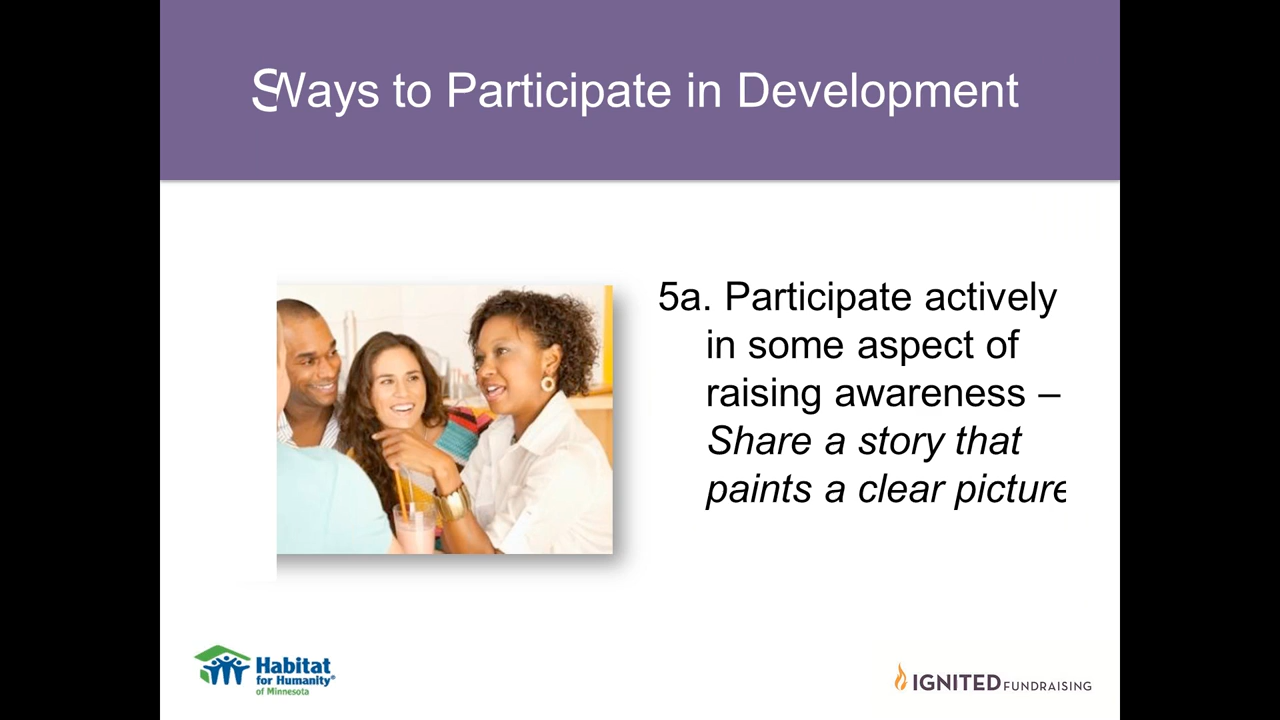 SWays to Participate in Development
5a. Participate actively
in some aspect of
raising awareness –
Share a story that
paints a clear picture
Habitat
for Humanity®
of Minnesota
IGNITED FUNDRAISING